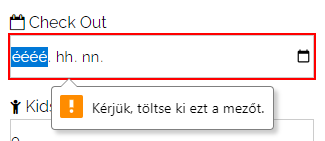 Check Out
éééé. hh. nn.
Kids
Kérjük, töltse ki ezt a mezőt.